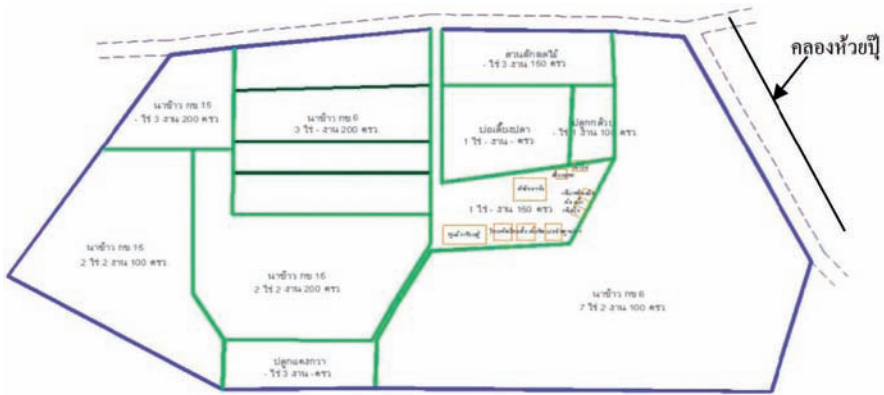 คลองห้วยปุ๊
สวนสักผลไม้
- ไร่ 3 งาน 150 ตรว.
นาข้าว กข 15
- ไร่ 3 งาน 200 ตรว.
นาข้าว กข 6
3 ไร่ - งาน 200 ตรว.
บ่อเลี้ยงปลา
1 ไร่ - งาน - ตรว.
ปลูกกล้วย
- ไร่ 1 งาน 100
1 ไร่ - งาน 150 ตรว.
นาข้าว กข 15
2 ไร่ 2 งาน 100 ตรว.
นาข้าว กข 15
2 ไร่ 2 งาน 200 ตรว.
นาข้าว กข 6
7 ไร่ 2 งาน 100 ตรว.
ปลูกแตงกวา
- ไร่ 3 งาน -ตรว.